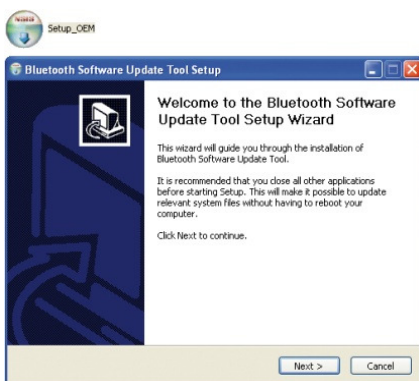 Setup_OEM
Bluetooth Software Update Tool Setup
Welcome to the Bluetooth Software
Update Tool Setup Wizard
This wizard will guide you through the installation of
Bluetooth Software Update Tool.
It is recommended that you close all other applications
before starting Setup. This will make it possible to update
relevant system files without having to reboot your
computer.
Click Next to continue.
Next >
Cancel